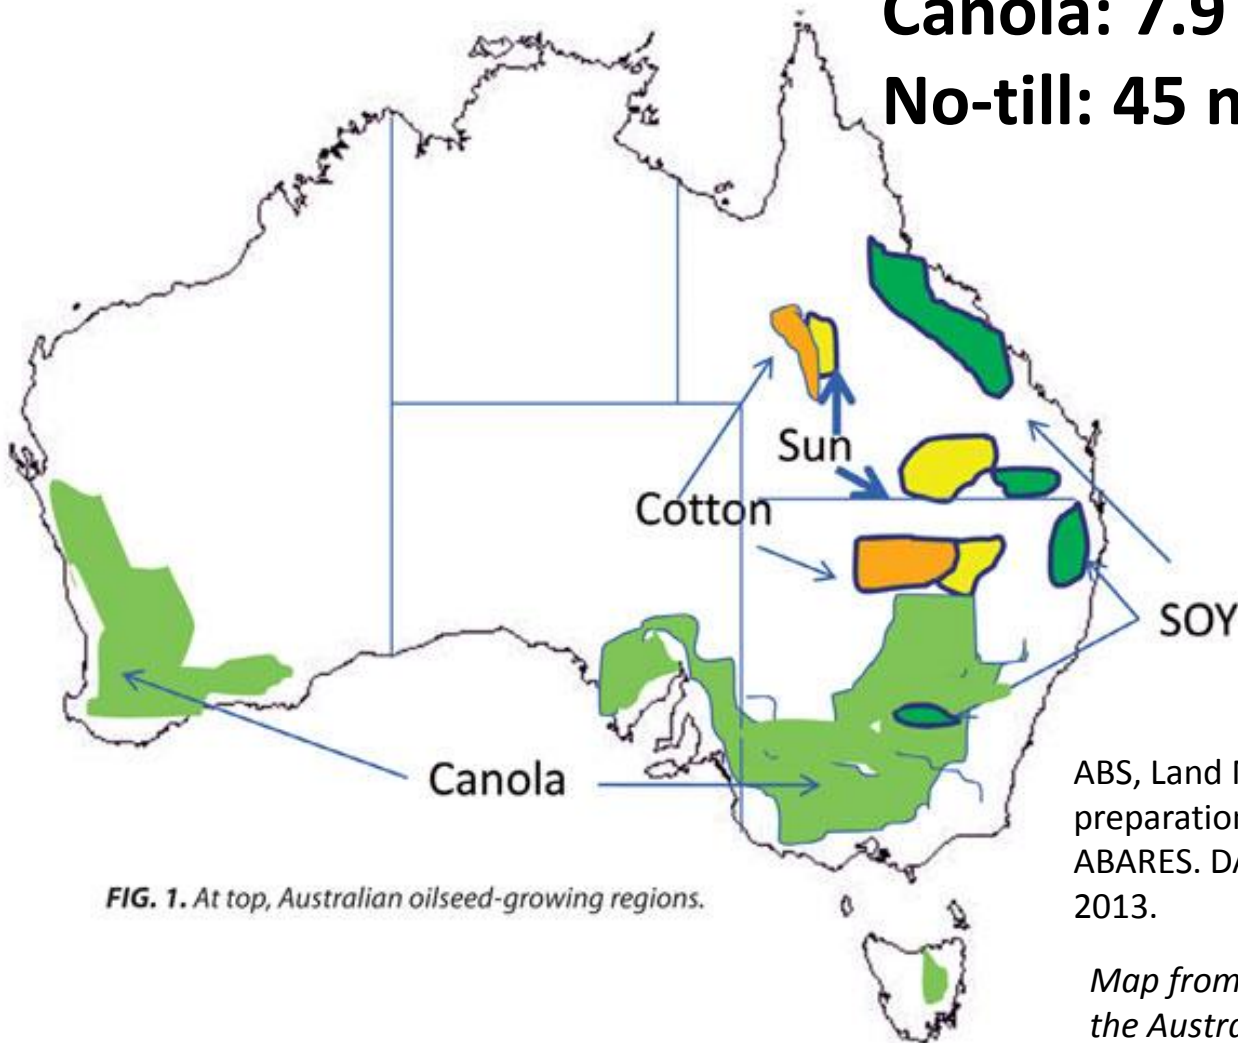 Canola: 7.9
No-till: 45
Sun
Cotton
SOY
Canola
ABS, Land
preparation
ABARES.
2013.
FIG. 1. At top, Australian oilseed-growing regions.
Map from
the